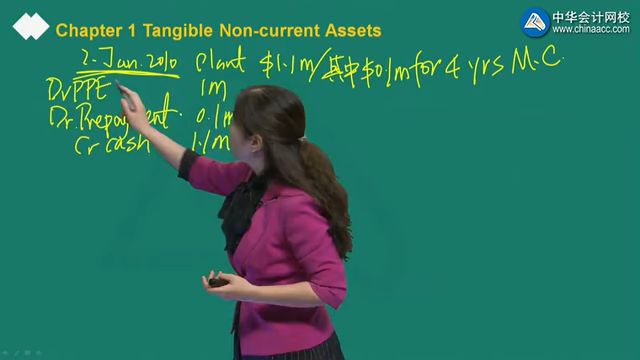 Chapter 1 Tangible Non-current Assets
中华会计网校
www.chinaacc.com
2. Jan. 2010 Plant $1.1m/其中$0.1m for 4 yrs M.C.
Dr PPE 1M
Dr. Prepayment. 0.1m
Cr cash 1.1M